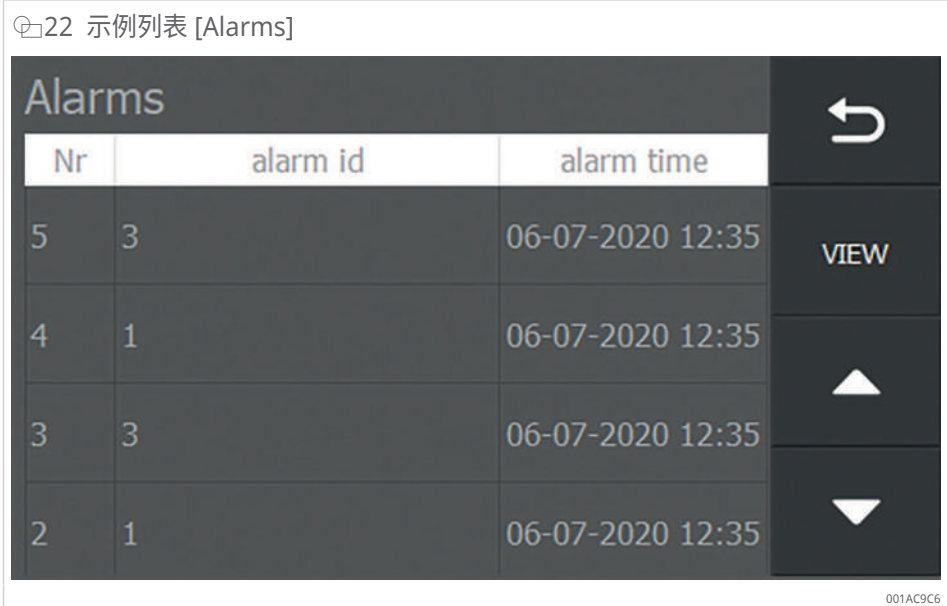 22 示例列表 [Alarms]
Alarms
Nr alarm id alarm time
5 3 06-07-2020 12:35
VIEW
4 1 06-07-2020 12:35
3 3 06-07-2020 12:35
2 1 06-07-2020 12:35
001AC9C6